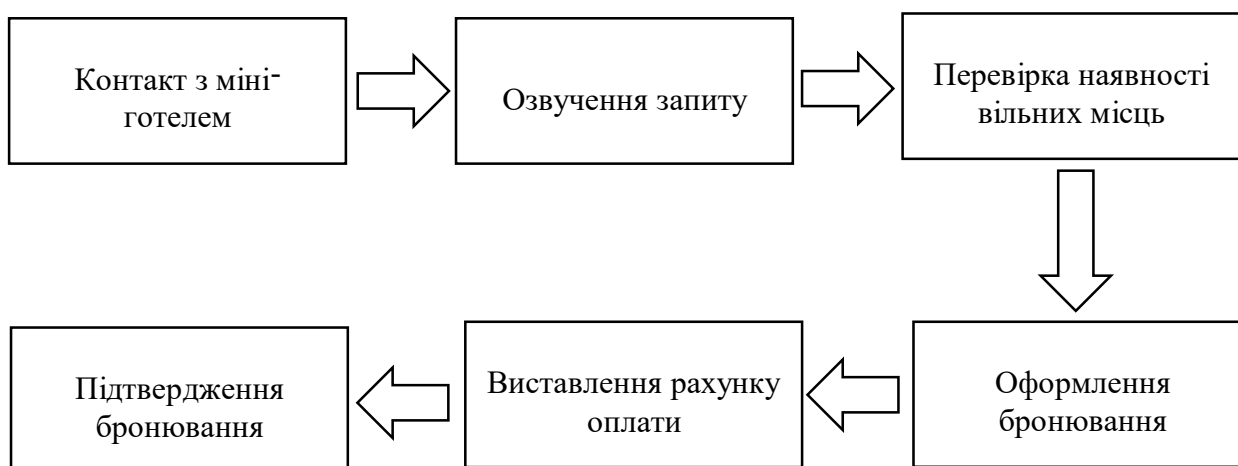 Контакт з міні-
готелем
Озвучення запиту
Перевірка наявності
вільних місць
Оформлення
бронювання
Виставлення рахунку
оплати
Підтвердження
бронювання